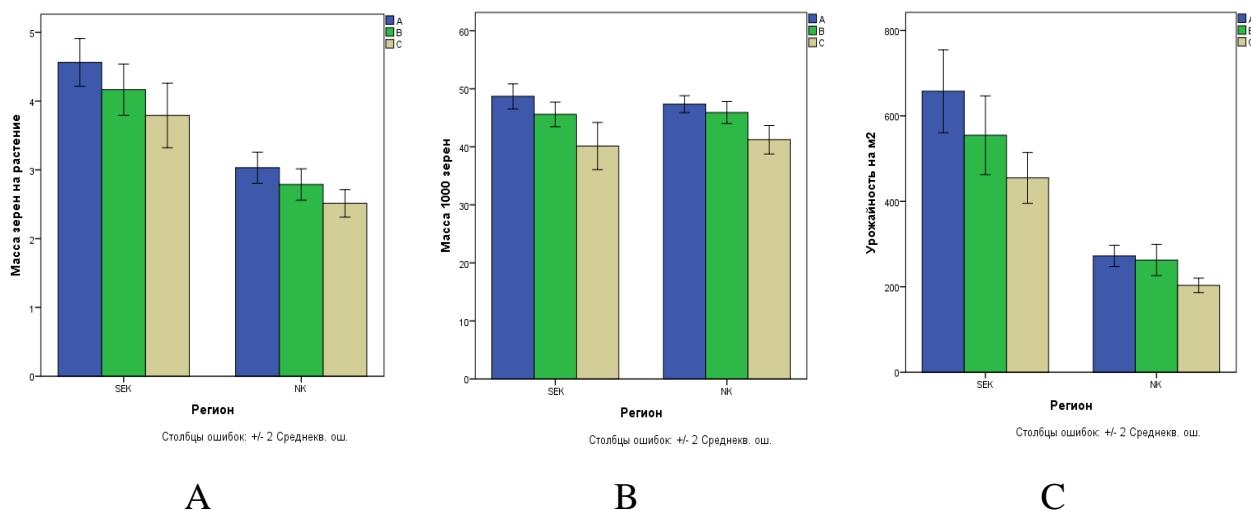 A
B
C
Масса зерен на растение
5
4
3
2
1
0
SEK
NK
Регион
Столбцы ошибок: +/- 2 Среднекв. ош.
A
A
B
C
Масса 1000 зерен
60
50
40
30
20
10
0
SEK
NK
Регион
Столбцы ошибок: +/- 2 Среднекв. ош.
B
A
B
C
Урожайность на м2
800
600
400
200
0
SEK
NK
Регион
Столбцы ошибок: +/- 2 Среднекв. ош.
C